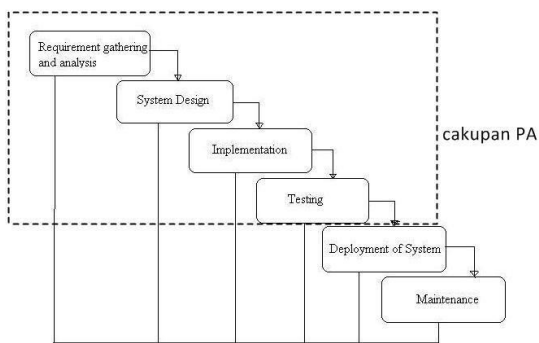 Requirement gathering
and analysis
System Design
Implementation
cakupan PA
Testing
Deployment of System
Maintenance